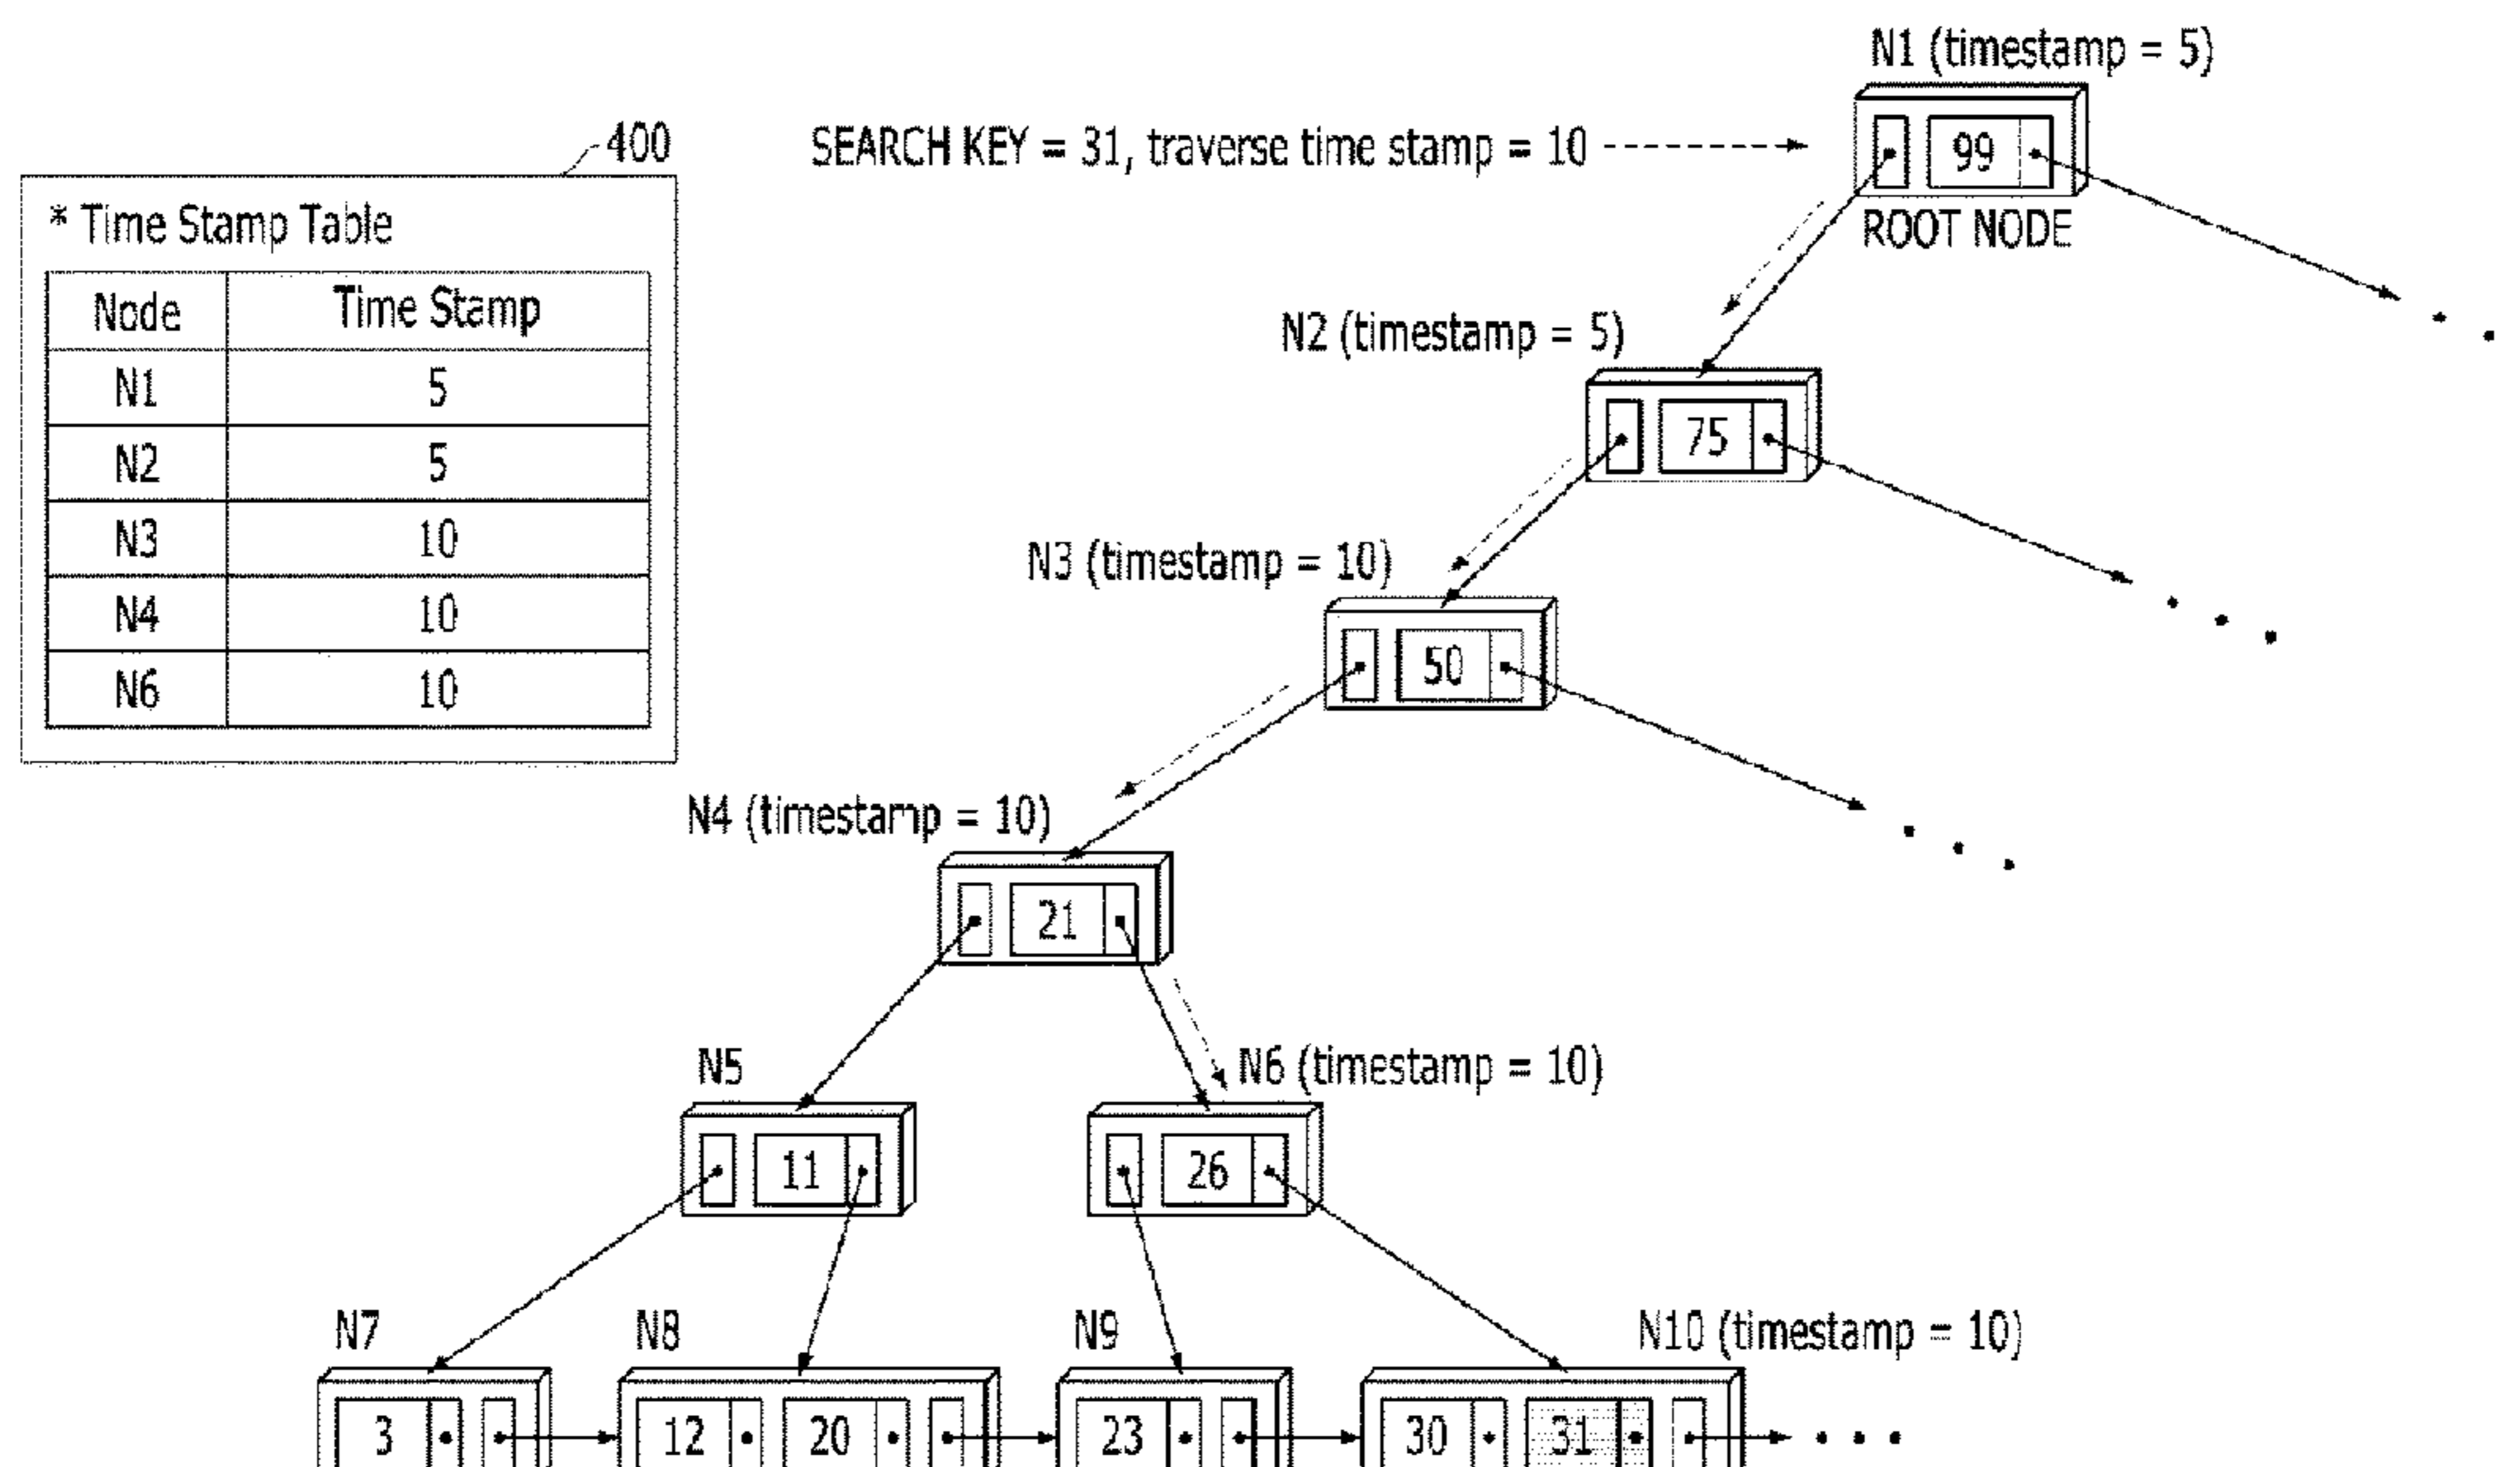 N1 (timestamp = 5)
400
SEARCH KEY = 31, traverse time stamp = 10
99
ROOT NODE
* Time Stamp Table
Node Time Stamp
N1 5
N2 5
N3 10
N4 10
N6 10
N2 (timestamp = 5)
75
N3 (timestamp = 10)
50
N4 (timestamp = 10)
21
N5
N6 (timestamp = 10)
11
26
N7
N8
N9
N10 (timestamp = 10)
3
12 20
23
30 31